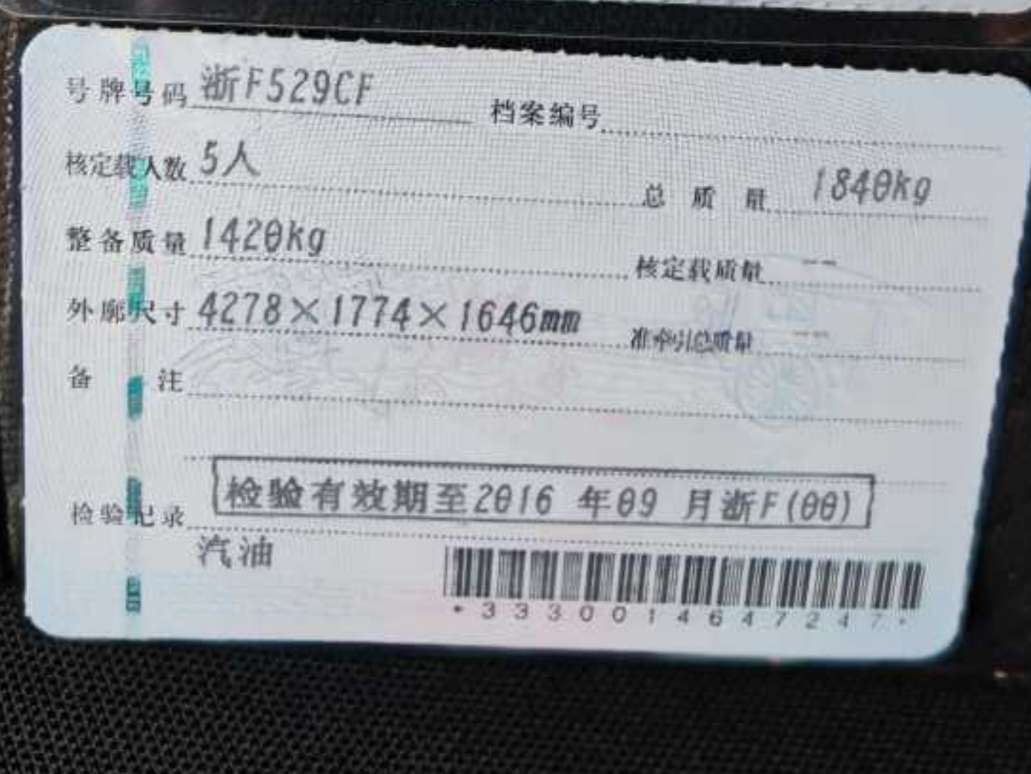 号牌号码 浙F529CF 档案编号
核定载人数 5人 总质量 1840kg
整备质量 1420kg 核定载质量 --
外廓尺寸 4278×1774×1646mm 准牵引总质量 --
备注
检验记录 检验有效期至2016 年09 月浙F(00)
汽油
*3330014647247*